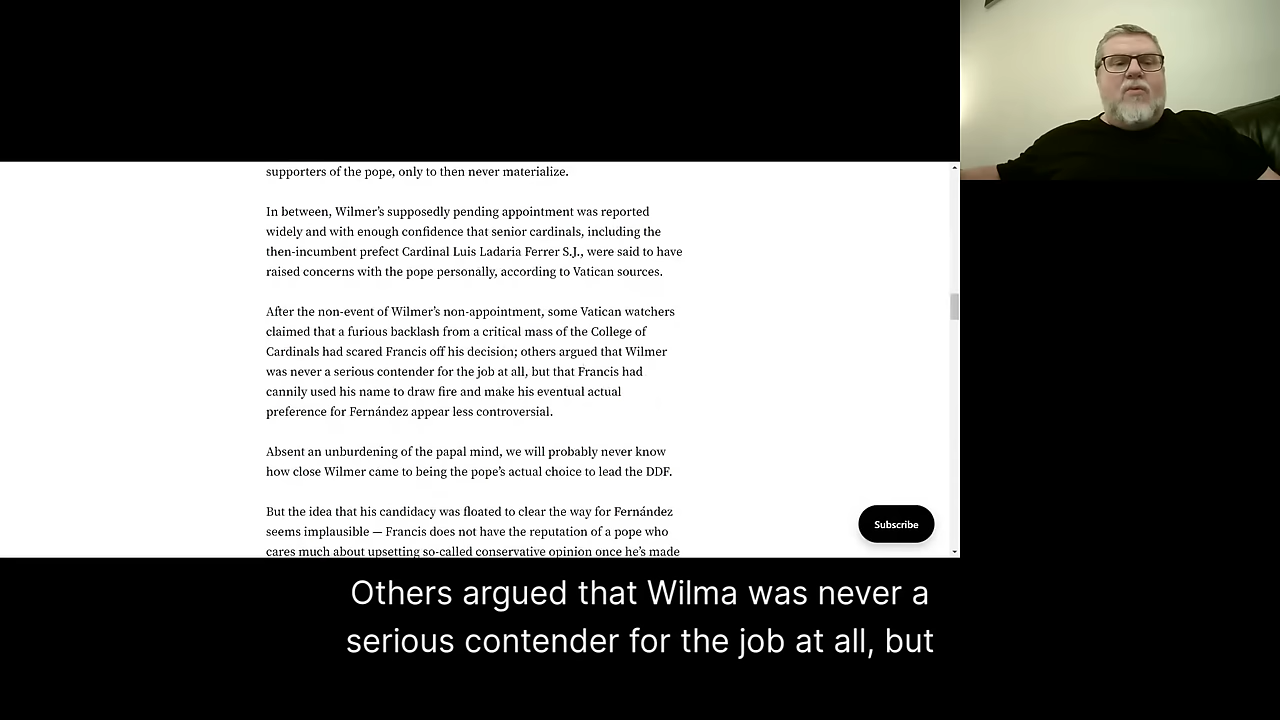 supporters of the pope, only to then never materialize.
In between, Wilmer’s supposedly pending appointment was reported
widely and with enough confidence that senior cardinals, including the
then-incumbent prefect Cardinal Luis Ladaria Ferrer S.J., were said to have
raised concerns with the pope personally, according to Vatican sources.
After the non-event of Wilmer’s non-appointment, some Vatican watchers
claimed that a furious backlash from a critical mass of the College of
Cardinals had scared Francis off his decision; others argued that Wilmer
was never a serious contender for the job at all, but that Francis had
cannily used his name to draw fire and make his eventual actual
preference for Fernández appear less controversial.
Absent an unburdening of the papal mind, we will probably never know
how close Wilmer came to being the pope’s actual choice to lead the DDF.
But the idea that his candidacy was floated to clear the way for Fernández
seems implausible — Francis does not have the reputation of a pope who
cares much about upsetting so-called conservative opinion once he’s made
Subscribe
Others argued that Wilma was never a
serious contender for the job at all, but